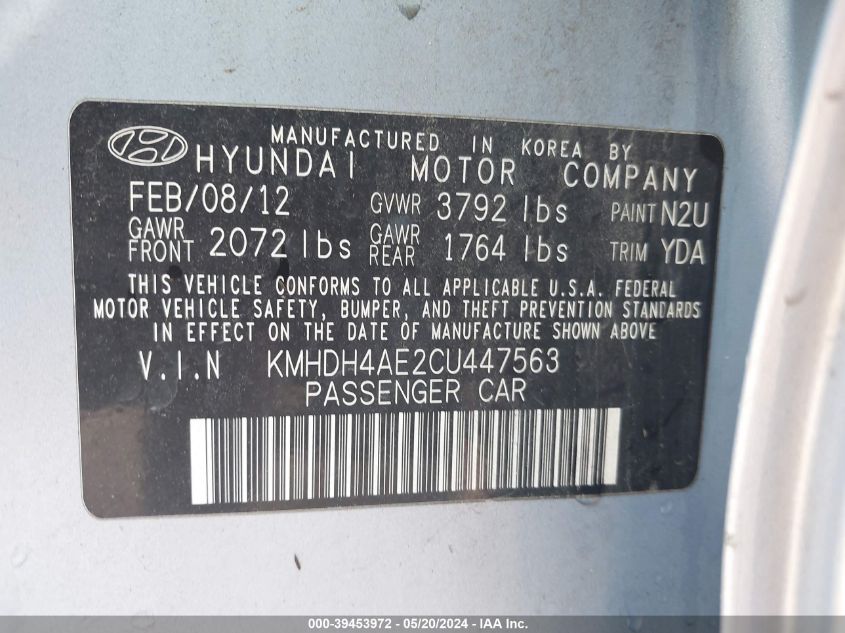 MANUFACTURED IN KOREA BY
HYUNDAI MOTOR COMPANY
FEB/08/12 GVWR 3792 lbs PAINT N2U
GAWR FRONT 2072 lbs GAWR REAR 1764 lbs TRIM YDA
THIS VEHICLE CONFORMS TO ALL APPLICABLE U.S.A. FEDERAL
MOTOR VEHICLE SAFETY, BUMPER, AND THEFT PREVENTION STANDARDS
IN EFFECT ON THE DATE OF MANUFACTURE SHOWN ABOVE
V.I.N KMHDH4AE2CU447563
PASSENGER CAR
000-39453972 - 05/20/2024 - IAA Inc.